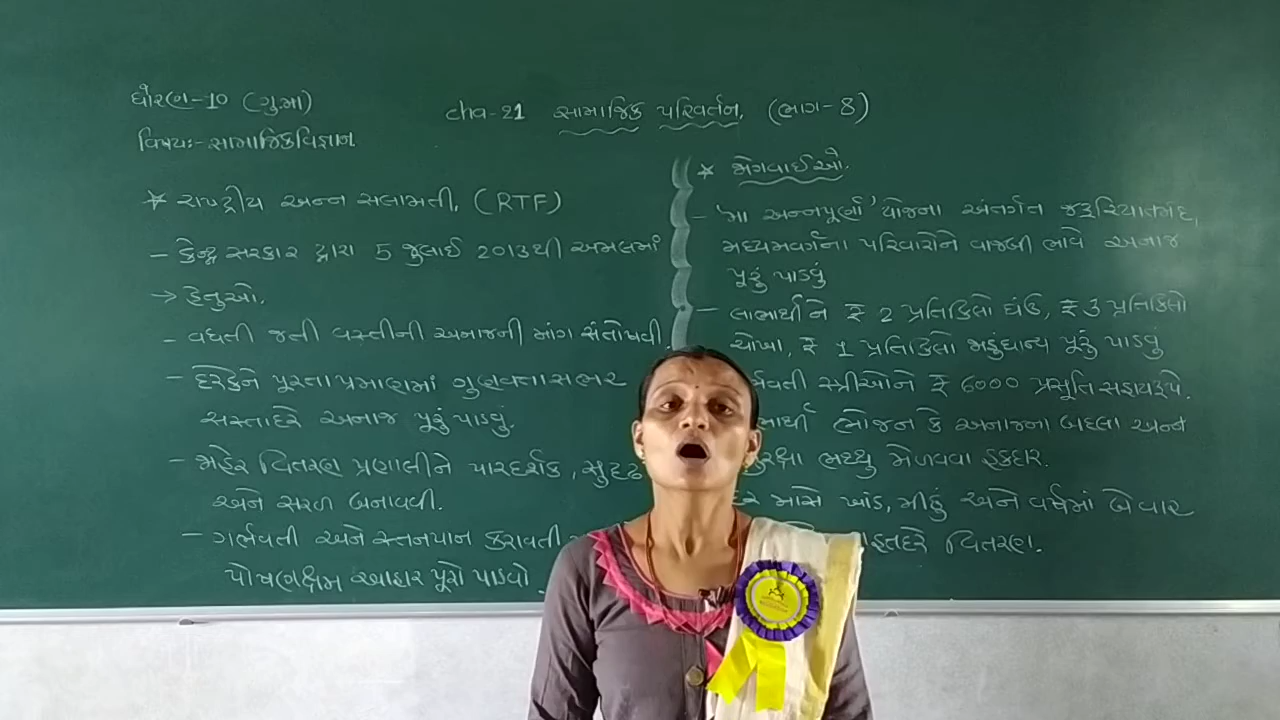 ધોરણ-10 (ગુ.મા)
વિષયઃ- સામાજિકવિજ્ઞાન
cha-21 સામાજિક પરિવર્તન. (ભાગ-8)
* રાષ્ટ્રીય અન્ન સલામતી. (RTF)
- કેન્દ્ર સરકાર દ્વારા 5 જુલાઈ 2013થી અમલમાં
→ હેતુઓ.
- વધતી જતી વસ્તીની અનાજની માંગ સંતોષવી.
- દરેકને પૂરતા પ્રમાણમાં ગુણવત્તાસભર
સસ્તાદરે અનાજ પૂરું પાડવું.
- જાહેર વિતરણ પ્રણાલીને પારદર્શક, સુદૃઢ
અને સરળ બનાવવી.
- ગર્ભવતી અને સ્તનપાન કરાવતી
પોષણક્ષમ આહાર પૂરો પાડવો.
* જોગવાઈઓ.
- 'મા અન્નપૂર્ણા' યોજના અંતર્ગત જરૂરિયાતમંદ,
મધ્યમવર્ગના પરિવારોને વાજબી ભાવે અનાજ
પૂરું પાડવું
- લાભાર્થીને ₹ 2 પ્રતિકિલો ઘઉં, ₹ 3 પ્રતિકિલો
ચોખા, ₹ 1 પ્રતિકિલો જાડુંધાન્ય પૂરું પાડવું
સ્ત્રીઓને ₹ 6000 પ્રસૂતિ સહાયરૂપે.
ભોજન કે અનાજના બદલા અન્ન
ભથ્થુ મેળવવા હકદાર.
માસે ખાંડ, મીઠું અને વર્ષમાં બે વાર
વિતરણ.